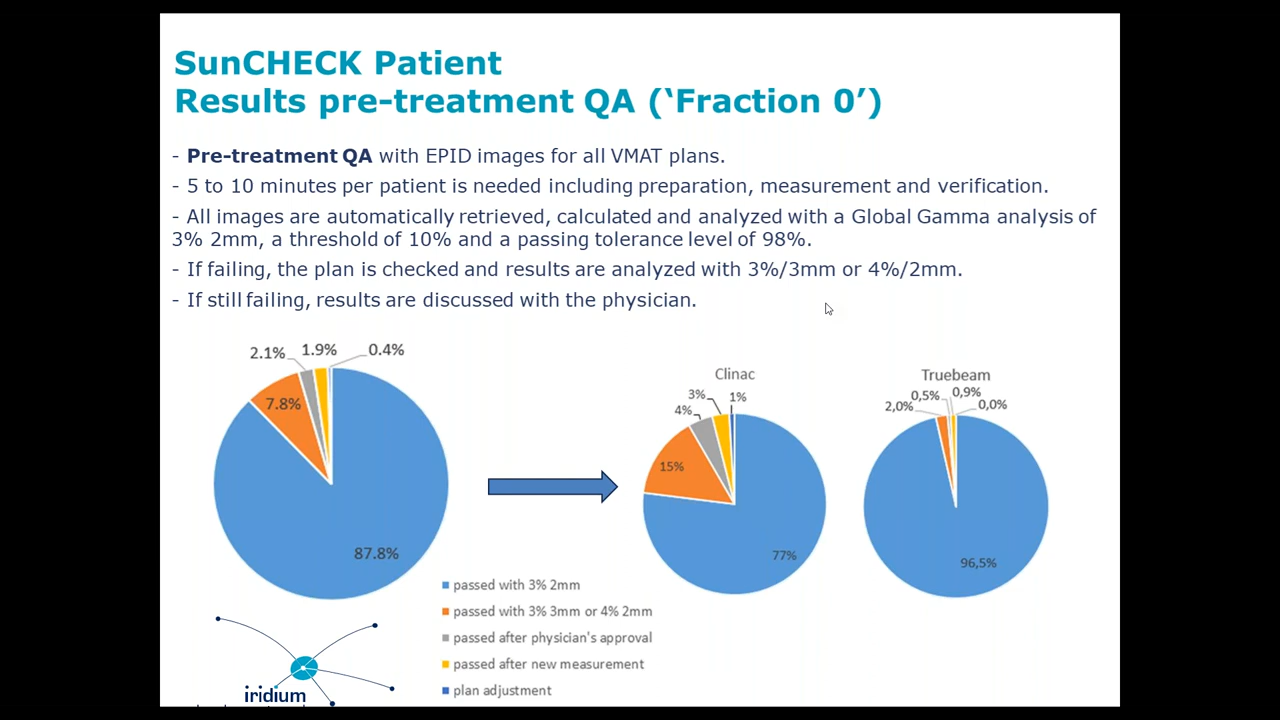 SunCHECK Patient
Results pre-treatment QA (‘Fraction 0’)
- Pre-treatment QA with EPID images for all VMAT plans.
- 5 to 10 minutes per patient is needed including preparation, measurement and verification.
- All images are automatically retrieved, calculated and analyzed with a Global Gamma analysis of
3% 2mm, a threshold of 10% and a passing tolerance level of 98%.
- If failing, the plan is checked and results are analyzed with 3%/3mm or 4%/2mm.
- If still failing, results are discussed with the physician.
2.1% 1.9% 0.4%
7.8%
87.8%
Clinac
3% 1%
4%
15%
77%
Truebeam
0,5% 0,9%
2,0% 0,0%
96,5%
passed with 3% 2mm
passed with 3% 3mm or 4% 2mm
passed after physician's approval
passed after new measurement
plan adjustment
iridium